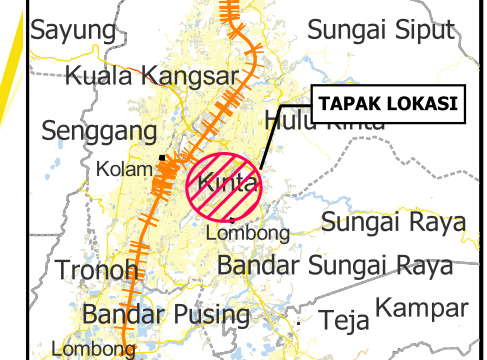 Sayung
Sungai Siput
Kuala Kangsar
TAPAK LOKASI
Hulu Kinta
Senggang
Kolam
Kinta
Sungai Raya
Lombong
Tronoh
Bandar Sungai Raya
Bandar Pusing
Teja
Kampar
Lombong